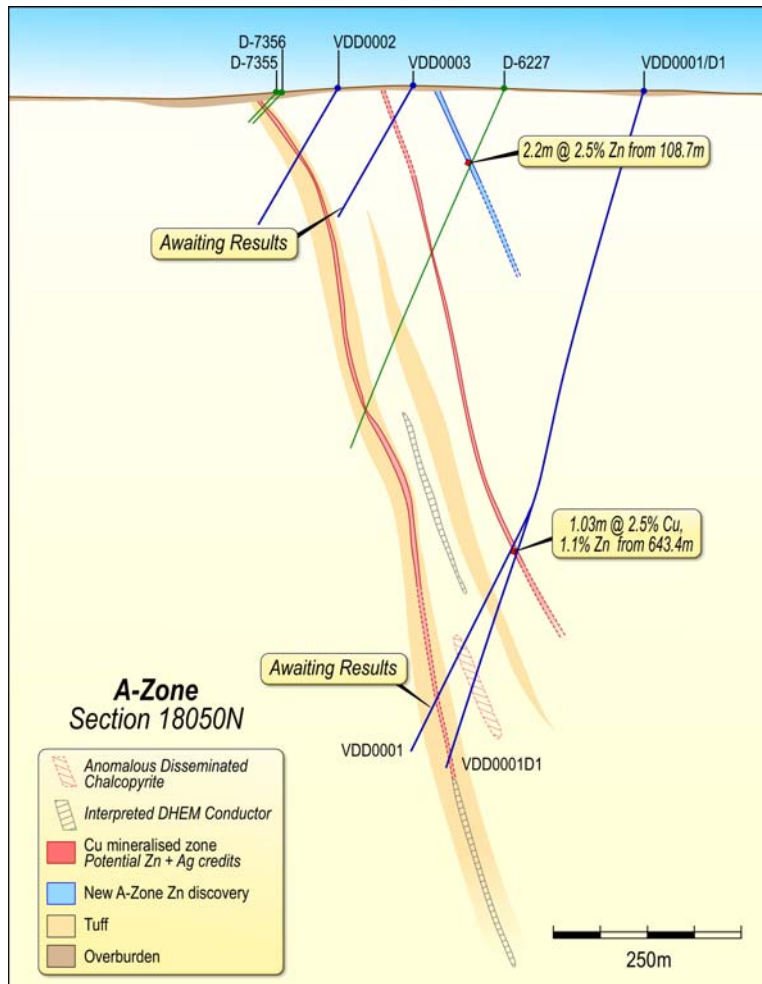 D-7356
D-7355
VDD0002
VDD0003
D-6227
VDD0001/D1
2.2m @ 2.5% Zn from 108.7m
Awaiting Results
1.03m @ 2.5% Cu,
1.1% Zn from 643.4m
Awaiting Results
VDD0001
VDD0001D1
A-Zone
Section 18050N
Anomalous Disseminated
Chalcopyrite
Interpreted DHEM Conductor
Cu mineralised zone
Potential Zn + Ag credits
New A-Zone Zn discovery
Tuff
Overburden
250m